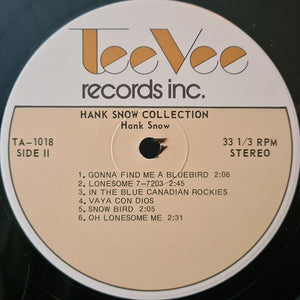 TeeVee
records inc.
HANK SNOW COLLECTION
Hank Snow
TA-1018
33 1/3 RPM
SIDE II
STEREO
1. GONNA FIND ME A BLUEBIRD 2:06
2. LONESOME 7-7203 2:45
3. IN THE BLUE CANADIAN ROCKIES
4. VAYA CON DIOS
5. SNOW BIRD 2:05
6. OH LONESOME ME 2:31